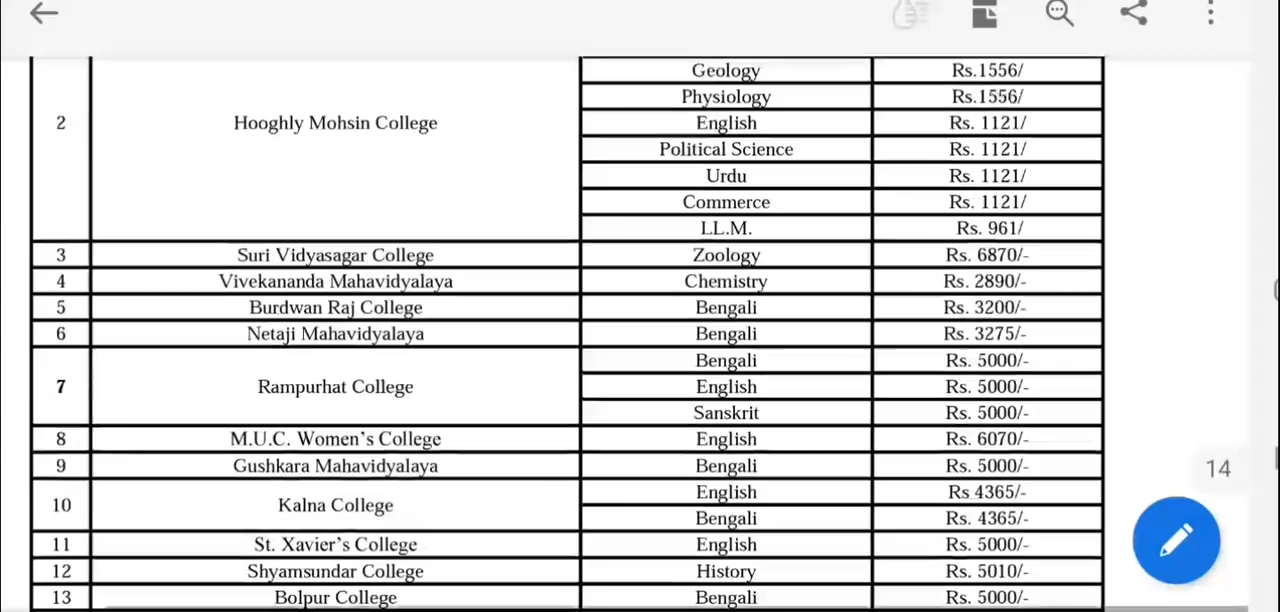 Geology Rs.1556/
Physiology Rs.1556/
2 Hooghly Mohsin College English Rs. 1121/
Political Science Rs. 1121/
Urdu Rs. 1121/
Commerce Rs. 1121/
LL.M. Rs. 961/
3 Suri Vidyasagar College Zoology Rs. 6870/-
4 Vivekananda Mahavidyalaya Chemistry Rs. 2890/-
5 Burdwan Raj College Bengali Rs. 3200/-
6 Netaji Mahavidyalaya Bengali Rs. 3275/-
Bengali Rs. 5000/-
7 Rampurhat College English Rs. 5000/-
Sanskrit Rs. 5000/-
8 M.U.C. Women’s College English Rs. 6070/-
9 Gushkara Mahavidyalaya Bengali Rs. 5000/-
14
10 Kalna College English Rs 4365/-
Bengali Rs. 4365/-
11 St. Xavier’s College English Rs. 5000/-
12 Shyamsundar College History Rs. 5010/-
13 Bolpur College Bengali Rs. 5000/-